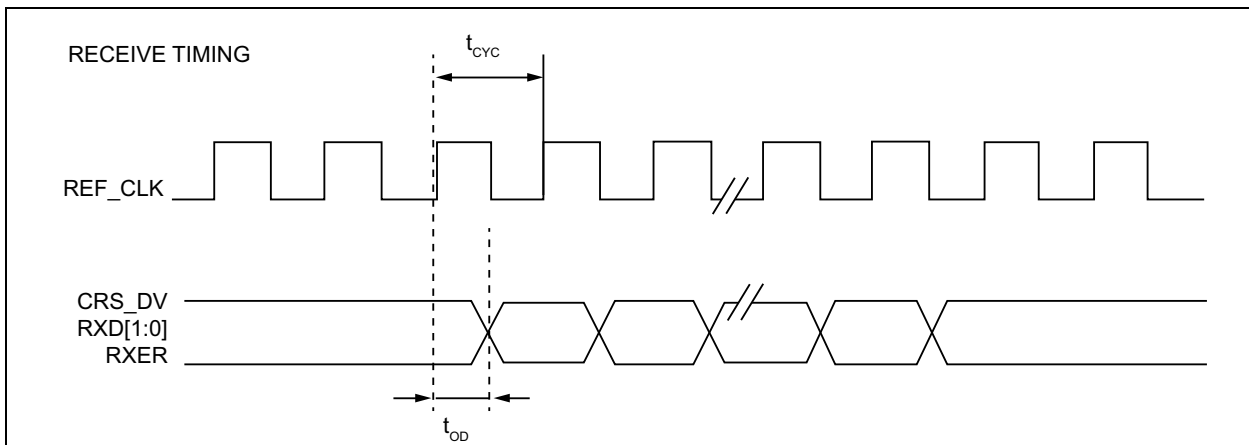 RECEIVE TIMING
tCYC
REF_CLK
CRS_DV
RXD[1:0]
RXER
tOD